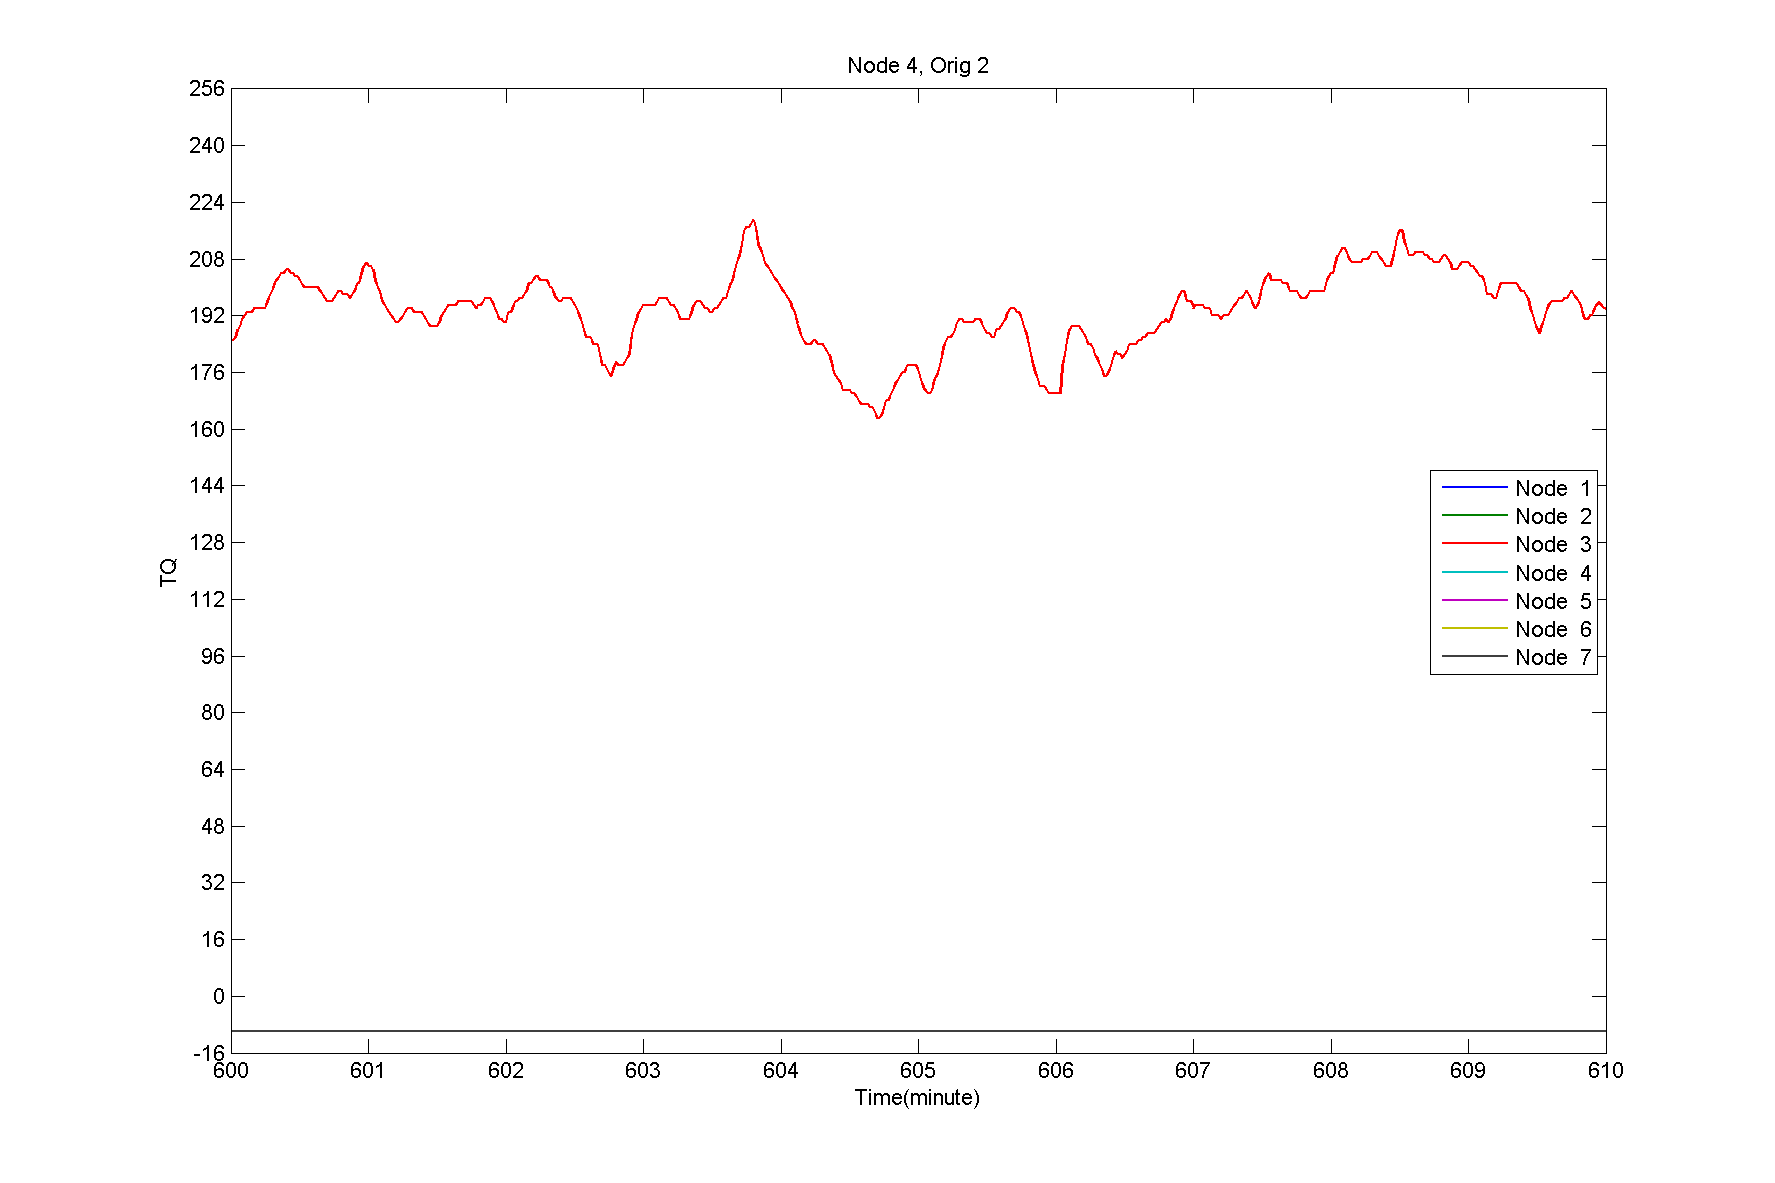 Node 4, Orig 2
256
240
224
208
192
176
160
144
128
112
96
80
64
48
32
16
0
-16
TQ
Node 1
Node 2
Node 3
Node 4
Node 5
Node 6
Node 7
600 601 602 603 604 605 606 607 608 609 610
Time(minute)